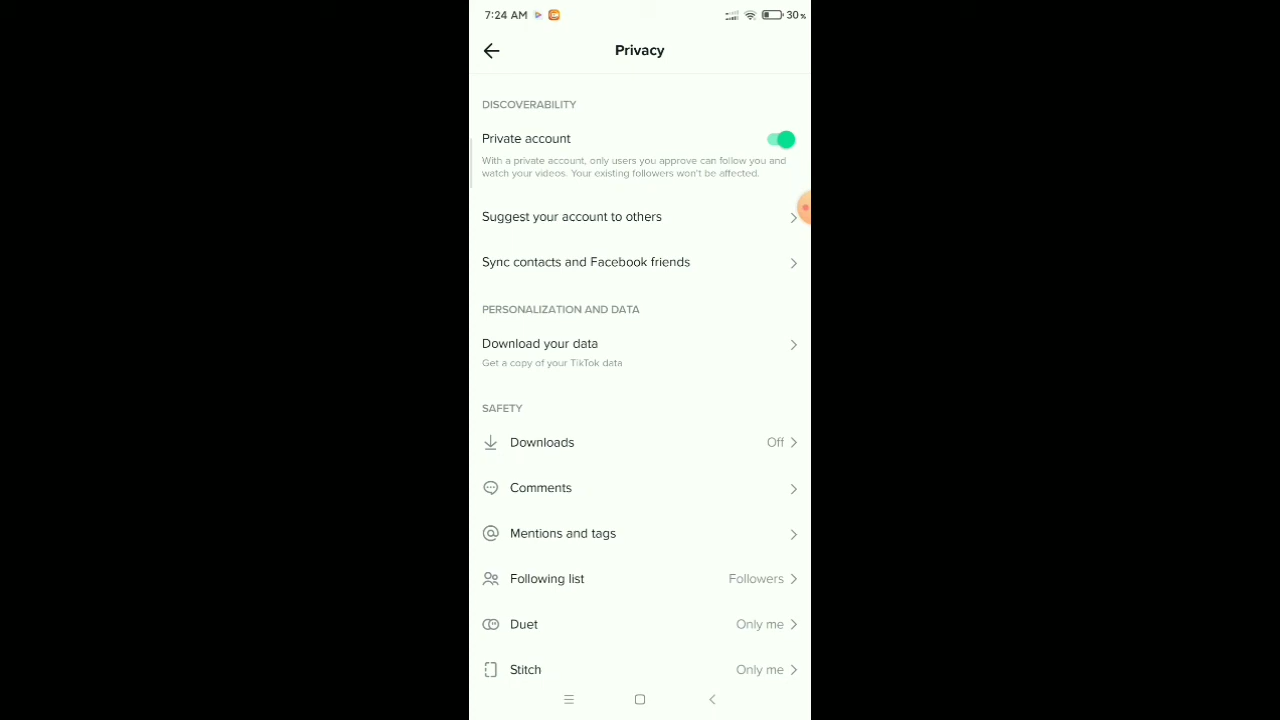 7:24 AM 30%
Privacy
DISCOVERABILITY
Private account
With a private account, only users you approve can follow you and
watch your videos. Your existing followers won't be affected.
Suggest your account to others
Sync contacts and Facebook friends
PERSONALIZATION AND DATA
Download your data
Get a copy of your TikTok data
SAFETY
Downloads Off
Comments
Mentions and tags
Following list Followers
Duet Only me
Stitch Only me